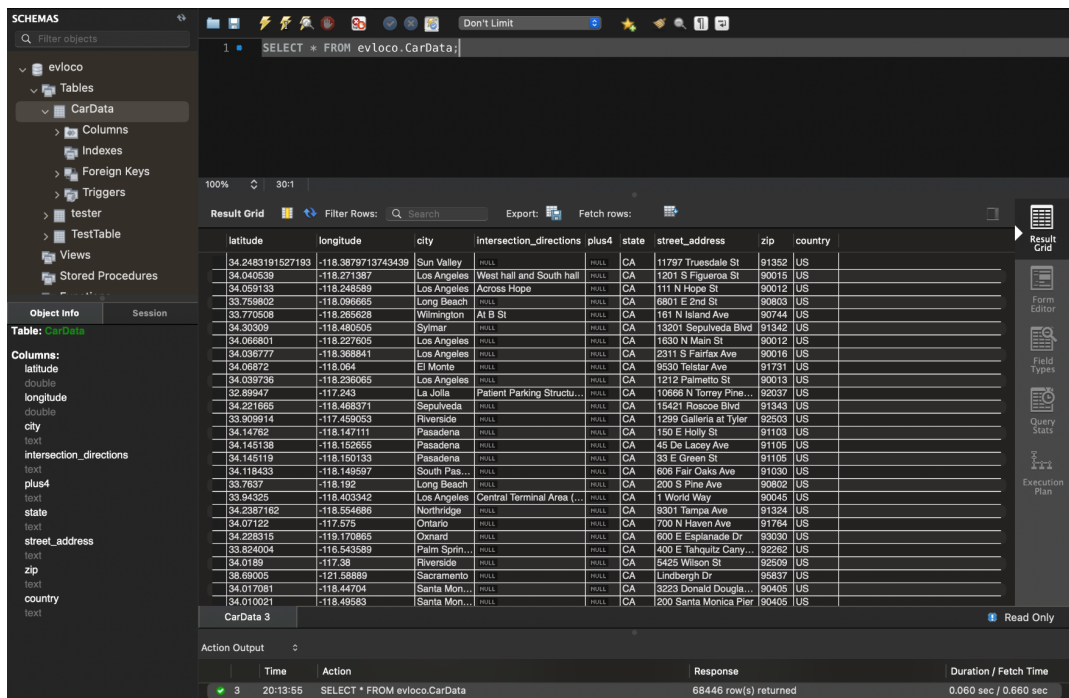 SCHEMAS
Filter objects
evloco
Tables
CarData
Columns
Indexes
Foreign Keys
Triggers
tester
TestTable
Views
Stored Procedures
Object Info Session
Table: CarData
Columns:
latitude
double
longitude
double
city
text
intersection_directions
text
plus4
text
state
text
street_address
text
zip
text
country
text
Don't Limit
1 SELECT * FROM evloco.CarData;
100% 30:1
Result Grid Filter Rows: Search Export: Fetch rows:
latitude longitude city intersection_directions plus4 state street_address zip country
34.2483191527193 -118.3879713743439 Sun Valley NULL NULL CA 11797 Truesdale St 91352 US
34.040539 -118.271387 Los Angeles West hall and South hall NULL CA 1201 S Figueroa St 90015 US
34.059133 -118.248589 Los Angeles Across Hope NULL CA 111 N Hope St 90012 US
33.759802 -118.096665 Long Beach NULL NULL CA 6801 E 2nd St 90803 US
33.770508 -118.265628 Wilmington At B St NULL CA 161 N Island Ave 90744 US
34.30309 -118.480505 Sylmar NULL NULL CA 13201 Sepulveda Blvd 91342 US
34.066801 -118.227605 Los Angeles NULL NULL CA 1630 N Main St 90012 US
34.036777 -118.368841 Los Angeles NULL NULL CA 2311 S Fairfax Ave 90016 US
34.06872 -118.064 El Monte NULL NULL CA 9530 Telstar Ave 91731 US
34.039736 -118.236065 Los Angeles NULL NULL CA 1212 Palmetto St 90013 US
32.89947 -117.243 La Jolla Patient Parking Structu... NULL CA 10666 N Torrey Pine... 92037 US
34.221665 -118.468371 Sepulveda NULL NULL CA 15421 Roscoe Blvd 91343 US
33.909914 -117.459053 Riverside NULL NULL CA 1299 Galleria at Tyler 92503 US
34.14762 -118.147111 Pasadena NULL NULL CA 150 E Holly St 91103 US
34.145138 -118.152655 Pasadena NULL NULL CA 45 De Lacey Ave 91105 US
34.145119 -118.150133 Pasadena NULL NULL CA 33 E Green St 91105 US
34.118433 -118.149597 South Pas... NULL NULL CA 606 Fair Oaks Ave 91030 US
33.7637 -118.192 Long Beach NULL NULL CA 200 S Pine Ave 90802 US
33.94325 -118.403342 Los Angeles Central Terminal Area (... NULL CA 1 World Way 90045 US
34.2387162 -118.554686 Northridge NULL NULL CA 9301 Tampa Ave 91324 US
34.07122 -117.575 Ontario NULL NULL CA 700 N Haven Ave 91764 US
34.228315 -119.170865 Oxnard NULL NULL CA 600 E Esplanade Dr 93030 US
33.824004 -116.543589 Palm Sprin... NULL NULL CA 400 E Tahquitz Cany... 92262 US
34.0189 -117.38 Riverside NULL NULL CA 5425 Wilson St 92509 US
38.69005 -121.58889 Sacramento NULL NULL CA Lindbergh Dr 95837 US
34.017081 -118.44704 Santa Mon... NULL NULL CA 3223 Donald Dougla... 90405 US
34.010021 -118.49583 Santa Mon... NULL NULL CA 200 Santa Monica Pier 90405 US
Result
Grid
Form
Editor
Field
Types
Query
Stats
Execution
Plan
CarData 3 Read Only
Action Output
Time Action Response Duration / Fetch Time
3 20:13:55 SELECT * FROM evloco.CarData 68446 row(s) returned 0.060 sec / 0.660 sec